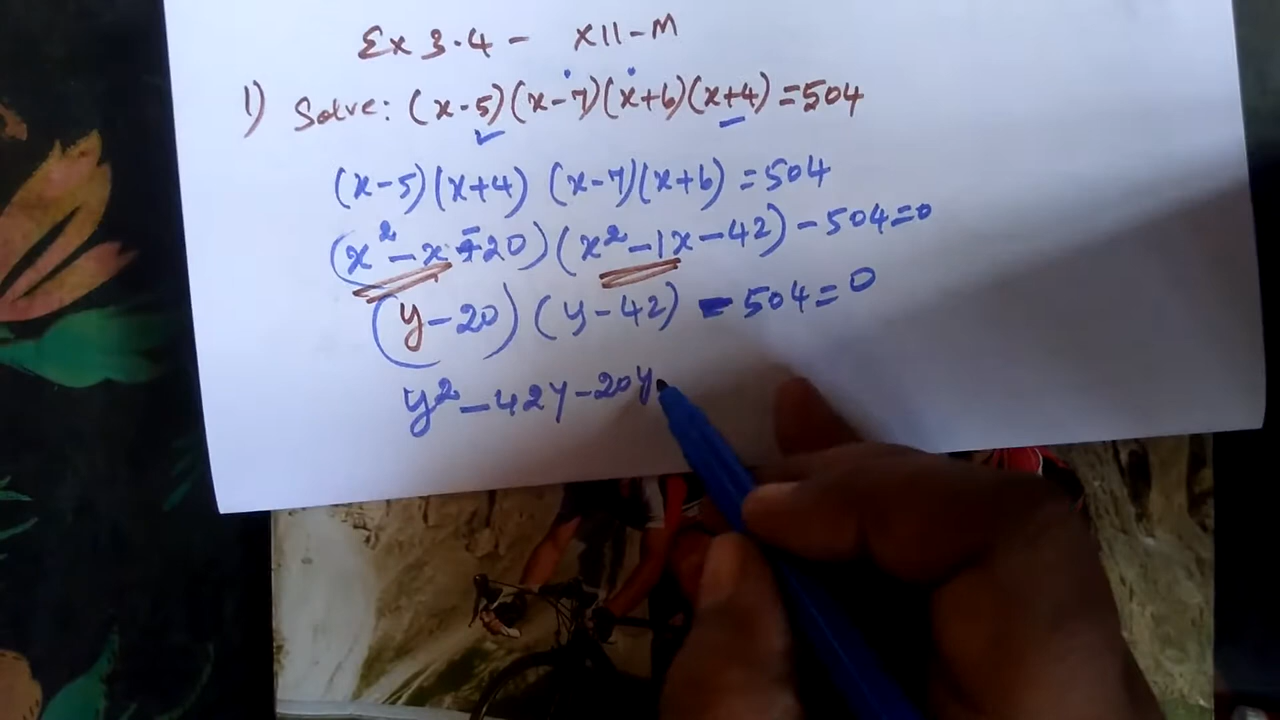 Ex 3.4 - XII-M
1) Solve: (x-5)(x-7)(x+6)(x+4)=504
(x-5)(x+4) (x-7)(x+6) =504
(x²-x-20)(x²-1x-42)-504=0
(y-20)(y-42) -504=0
y²-42y-20y